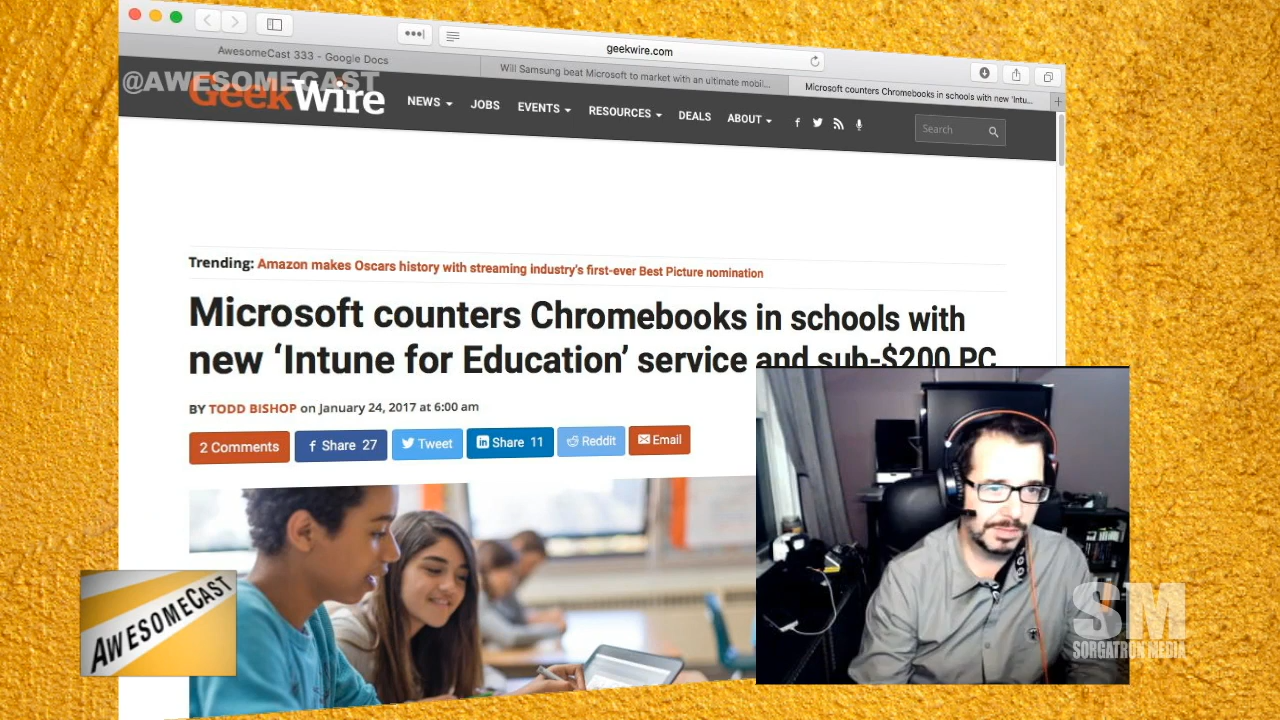 geekwire.com
AwesomeCast 333 - Google Docs
Will Samsung beat Microsoft to market with an ultimate mobil...
Microsoft counters Chromebooks in schools with new 'Intu...
@AWESOMECAST
GeekWire
NEWS JOBS EVENTS RESOURCES DEALS ABOUT
Search
Trending: Amazon makes Oscars history with streaming industry's first-ever Best Picture nomination
Microsoft counters Chromebooks in schools with
new ‘Intune for Education’ service and sub-$200 PC
BY TODD BISHOP on January 24, 2017 at 6:00 am
2 Comments
Share 27
Tweet
Share 11
Reddit
Email
AWESOMECAST
SM
SORGATRON MEDIA